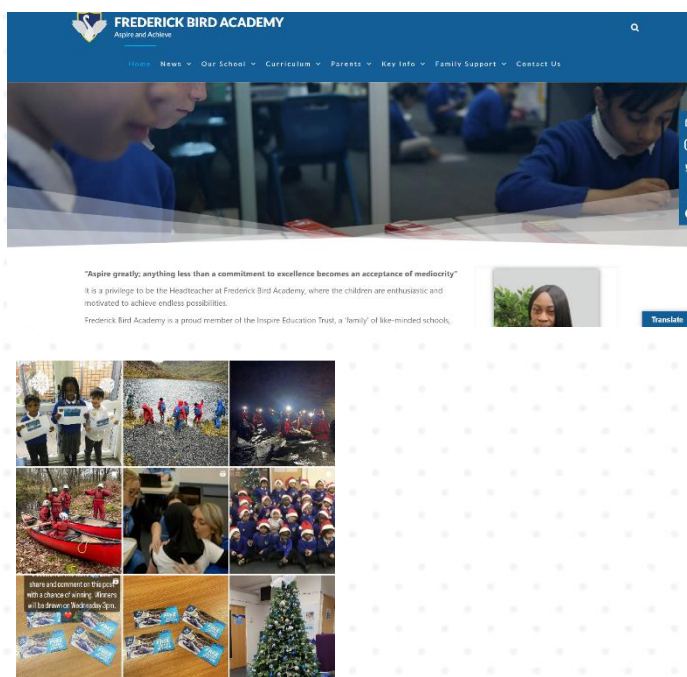 FREDERICK BIRD ACADEMY
Aspire and Achieve
Home News Our School Curriculum Parents Key Info Family Support Contact Us
"Aspire greatly; anything less than a commitment to excellence becomes an acceptance of mediocrity"
It is a privilege to be the Headteacher at Frederick Bird Academy, where the children are enthusiastic and
motivated to achieve endless possibilities.
Frederick Bird Academy is a proud member of the Inspire Education Trust, a 'family' of like-minded schools,
Translate
share and comment on this post
with a chance of winning. Winners
will be drawn on Wednesday 3pm.